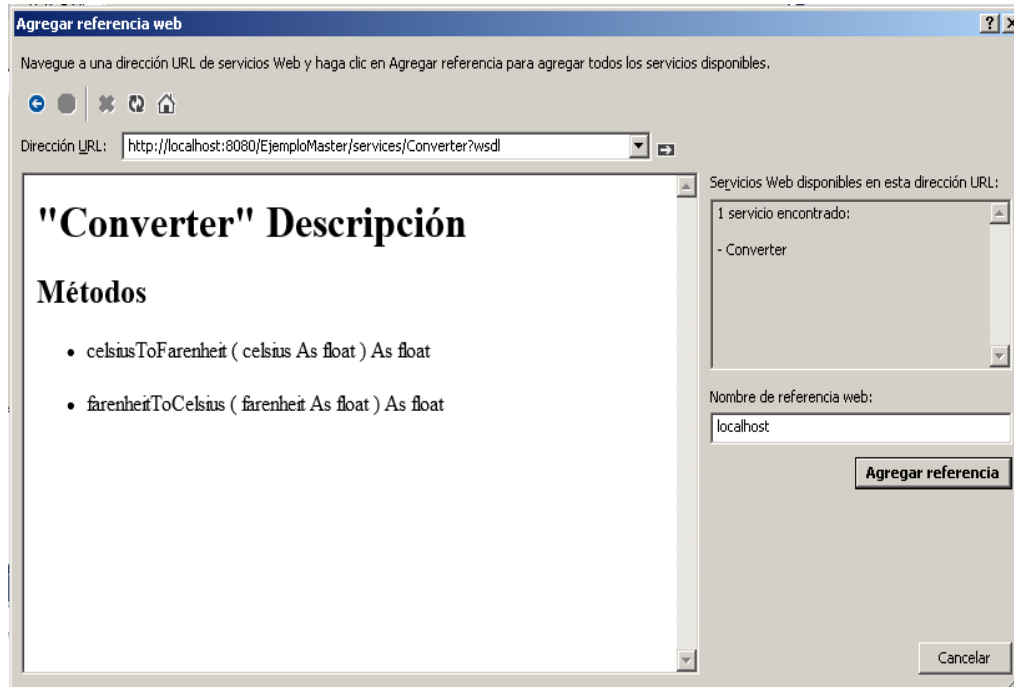 Agregar referencia web
Navegue a una dirección URL de servicios Web y haga clic en Agregar referencia para agregar todos los servicios disponibles.
Dirección URL:
http://localhost:8080/EjemploMaster/services/Converter?wsdl
"Converter" Descripción
Métodos
• celsiusToFarenheit ( celsius As float ) As float
• farenheitToCelsius ( farenheit As float ) As float
Servicios Web disponibles en esta dirección URL:
1 servicio encontrado:
- Converter
Nombre de referencia web:
localhost
Agregar referencia
Cancelar